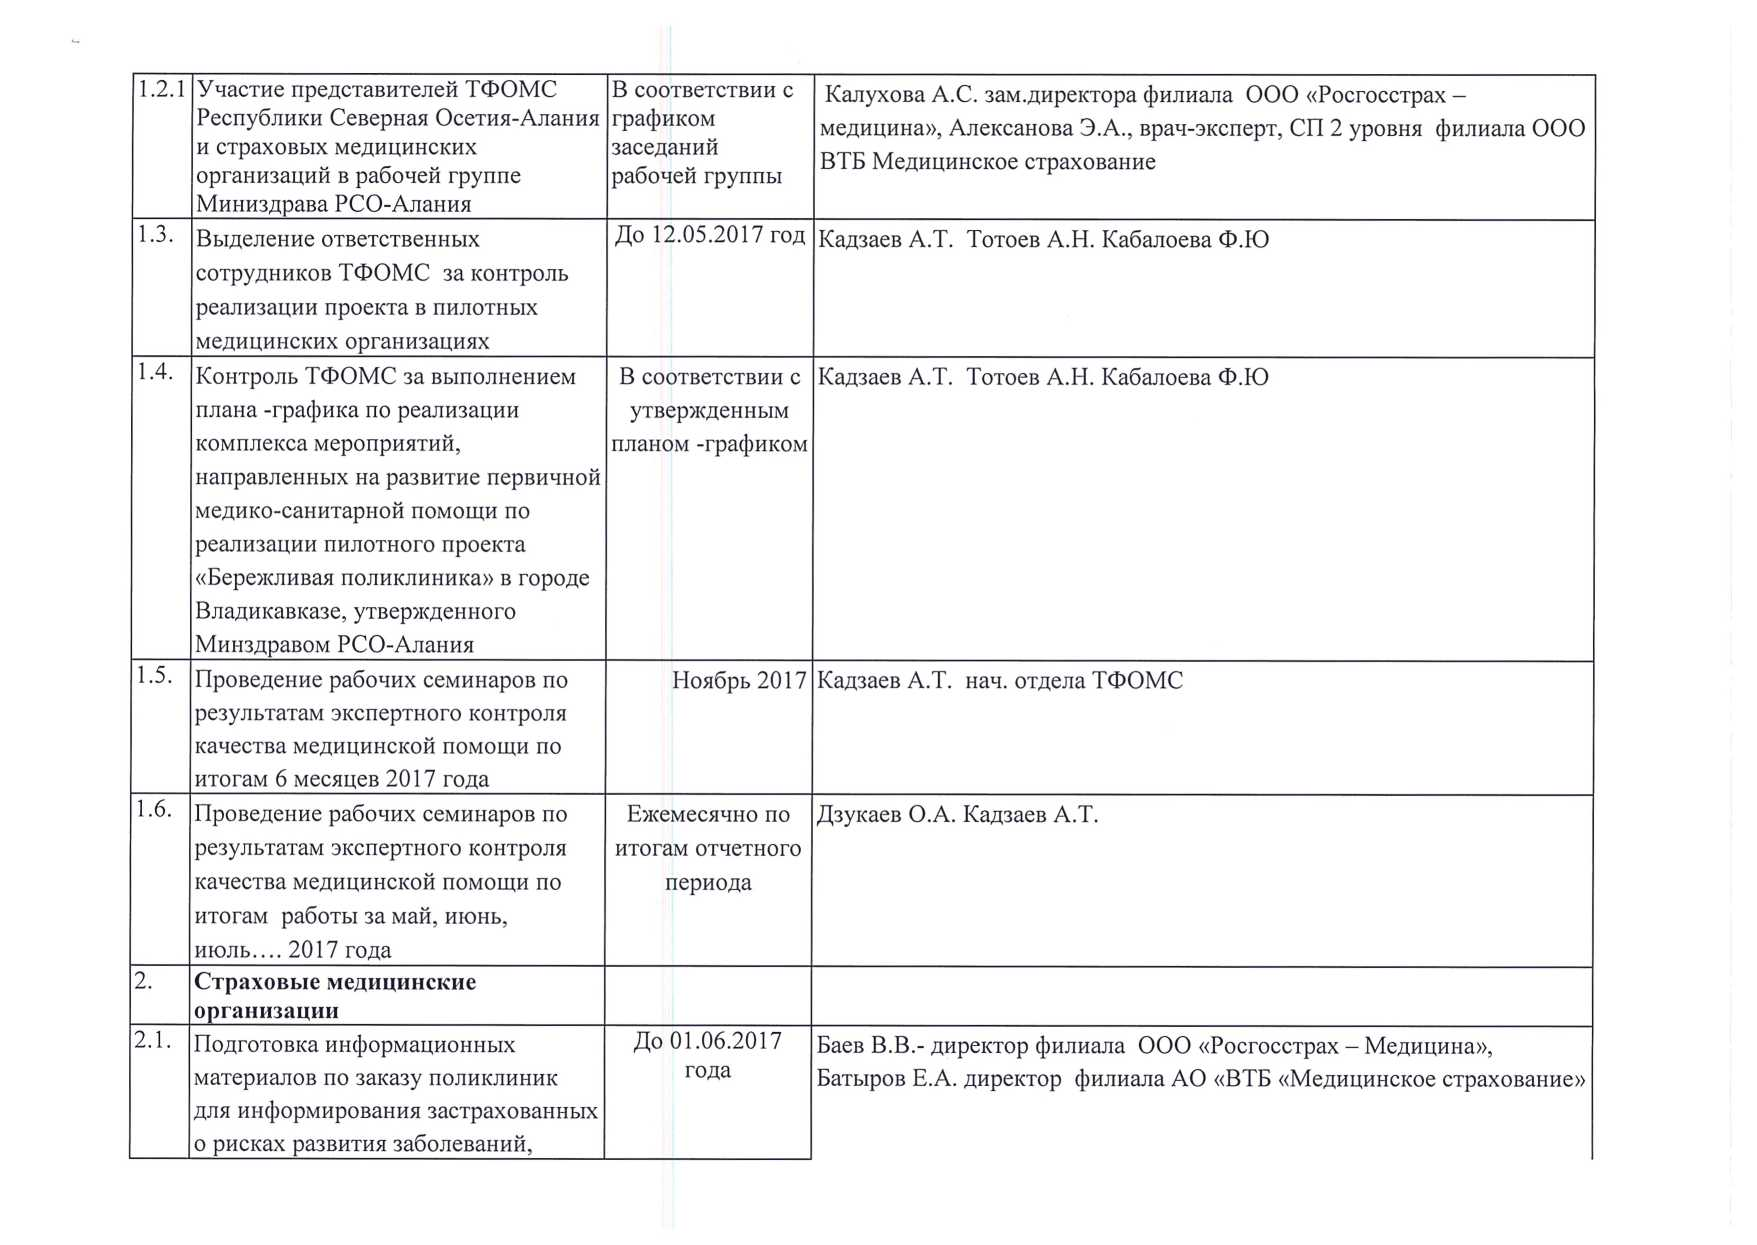 1.2.1
Участие представителей ТФОМС
Республики Северная Осетия-Алания
и страховых медицинских
организаций в рабочей группе
Миниздрава РСО-Алания
В соответствии с
графиком
заседаний
рабочей группы
Калухова А.С. зам.директора филиала ООО «Росгосстрах –
медицина», Алексанова Э.А., врач-эксперт, СП 2 уровня филиала ООО
ВТБ Медицинское страхование
1.3.
Выделение ответственных
сотрудников ТФОМС за контроль
реализации проекта в пилотных
медицинских организациях
До 12.05.2017 год
Кадзаев А.Т. Тотоев А.Н. Кабалоева Ф.Ю
1.4.
Контроль ТФОМС за выполнением
плана -графика по реализации
комплекса мероприятий,
направленных на развитие первичной
медико-санитарной помощи по
реализации пилотного проекта
«Бережливая поликлиника» в городе
Владикавказе, утвержденного
Минздравом РСО-Алания
В соответствии с
утвержденным
планом -графиком
Кадзаев А.Т. Тотоев А.Н. Кабалоева Ф.Ю
1.5.
Проведение рабочих семинаров по
результатам экспертного контроля
качества медицинской помощи по
итогам 6 месяцев 2017 года
Ноябрь 2017
Кадзаев А.Т. нач. отдела ТФОМС
1.6.
Проведение рабочих семинаров по
результатам экспертного контроля
качества медицинской помощи по
итогам работы за май, июнь,
июль…. 2017 года
Ежемесячно по
итогам отчетного
периода
Дзукаев О.А. Кадзаев А.Т.
2.
Страховые медицинские
организации
2.1.
Подготовка информационных
материалов по заказу поликлиник
для информирования застрахованных
о рисках развития заболеваний,
До 01.06.2017
года
Баев В.В.- директор филиала ООО «Росгосстрах – Медицина»,
Батыров Е.А. директор филиала АО «ВТБ «Медицинское страхование»